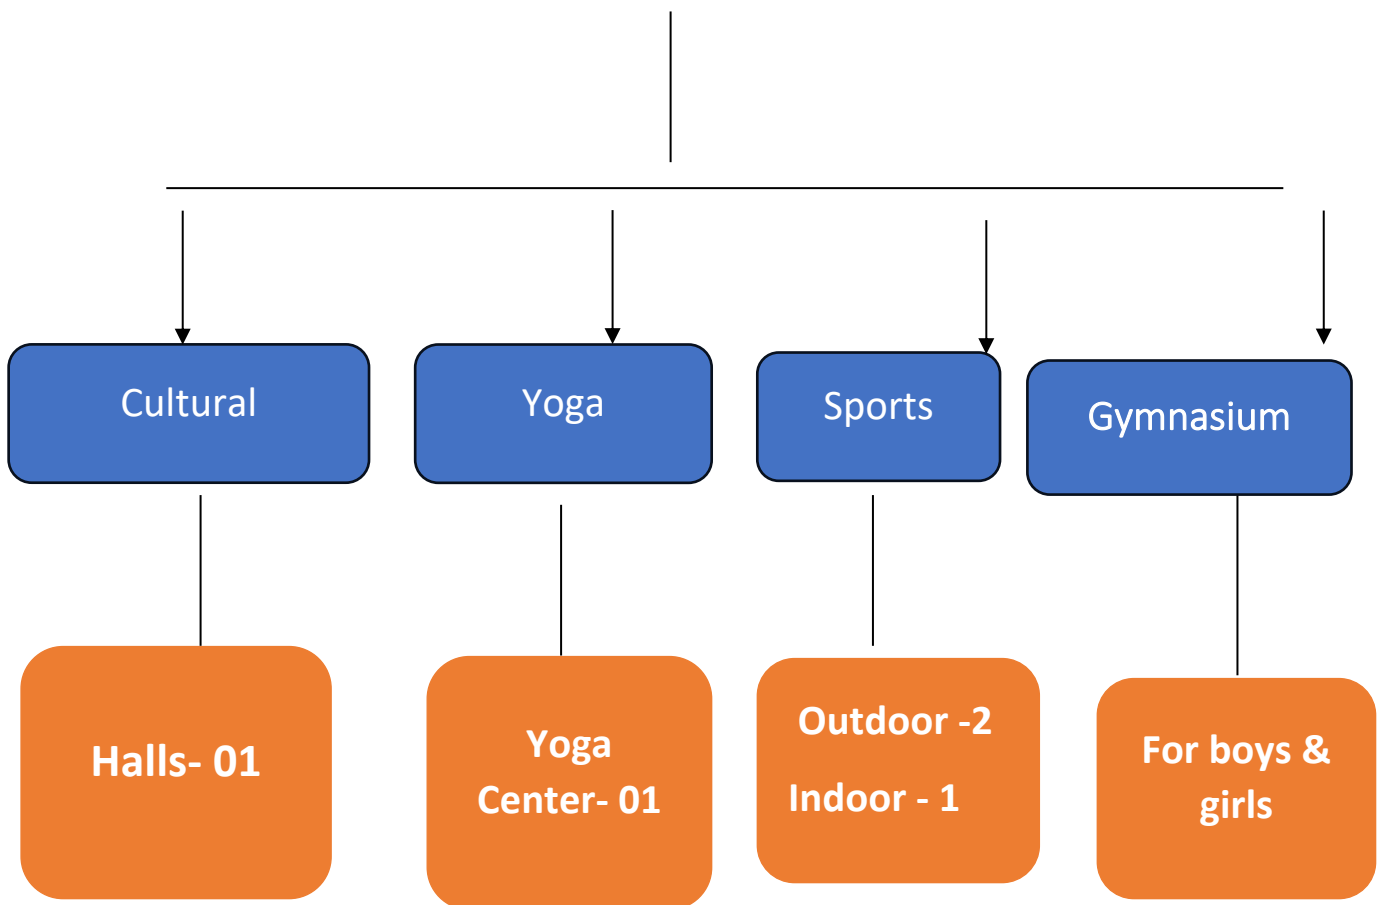 Cultural
Yoga
Sports
Gymnasium
Halls- 01
Yoga
Center- 01
Outdoor -2
Indoor - 1
For boys &
girls